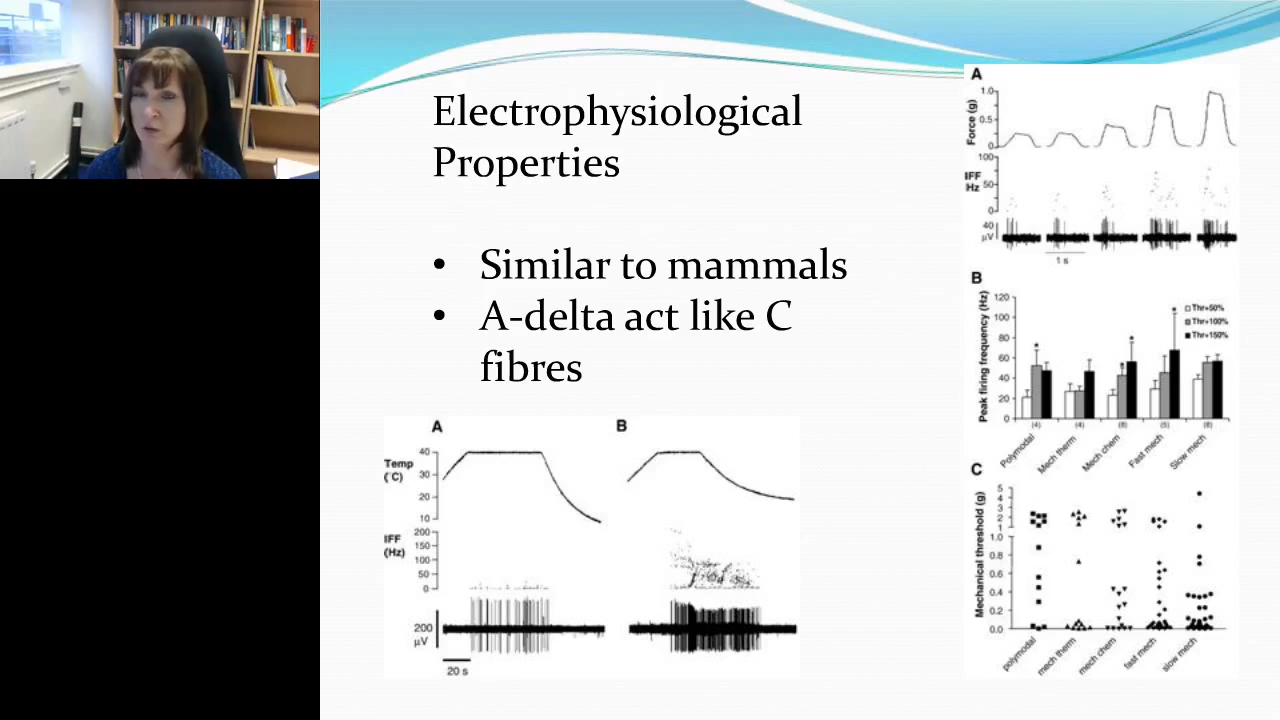 Electrophysiological
Properties
• Similar to mammals
• A-delta act like C
fibres
A
B
Temp
(°C)
40
30
20
10
IFF
(Hz)
200
150
100
50
0
200
µV
20 s
A
Force (g)
1.0
0.5
0
IFF
Hz
100
50
0
40
µV
1 s
B
Peak firing frequency (Hz)
120
100
80
60
40
20
0
Thr+50%
Thr+100%
Thr+150%
* * * *
(4) (4) (8) (5) (8)
Polymodal
Mech therm
Mech chem
Fast mech
Slow mech
C
Mechanical threshold (g)
5
4
3
2
1
1.0
0.8
0.6
0.4
0.2
0.0
polymodal
mech therm
mech chem
fast mech
slow mech